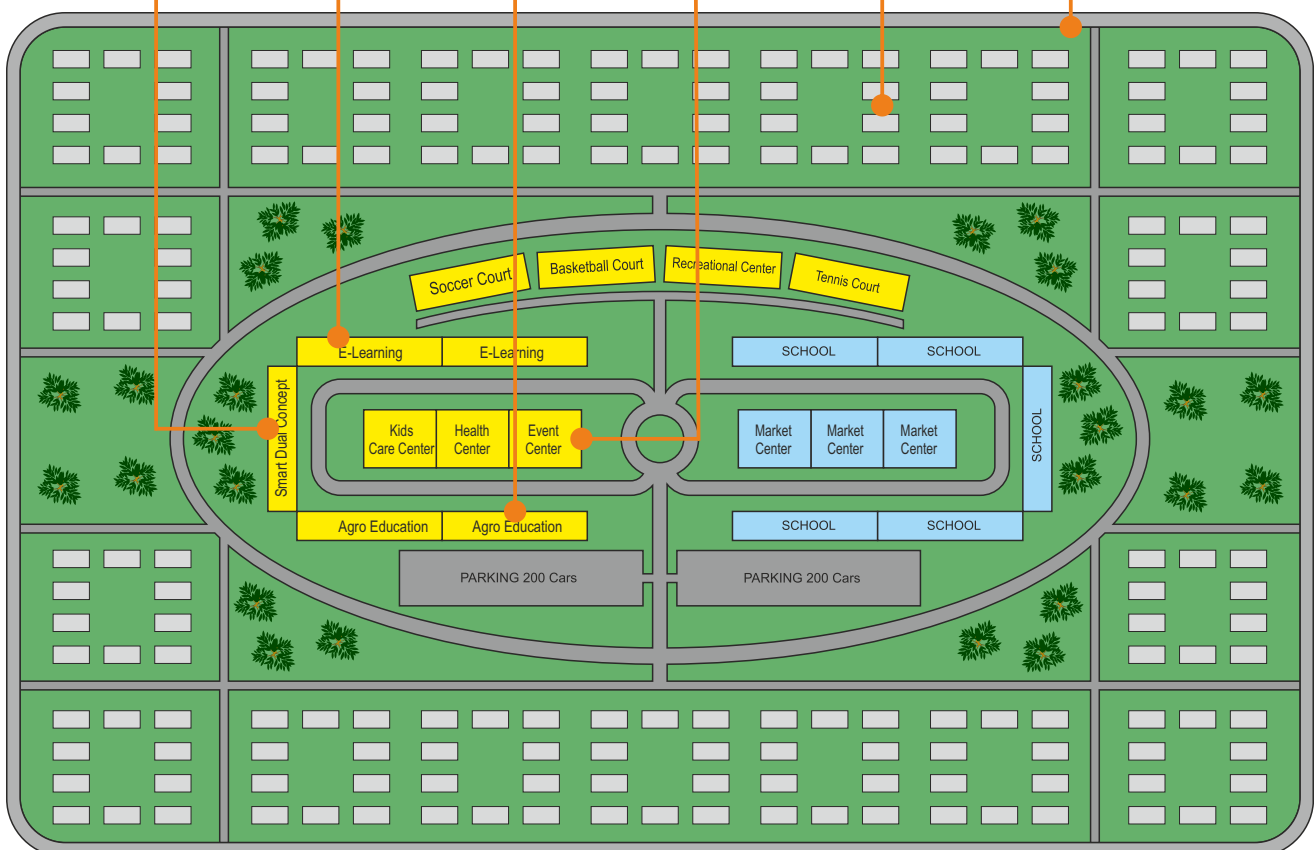 Soccer Court
Basketball Court
Recreational Center
Tennis Court
E-Learning
E-Learning
SCHOOL
SCHOOL
Smart Dual Concept
Kids
Care Center
Health
Center
Event
Center
Market
Center
Market
Center
Market
Center
SCHOOL
Agro Education
Agro Education
SCHOOL
SCHOOL
PARKING 200 Cars
PARKING 200 Cars